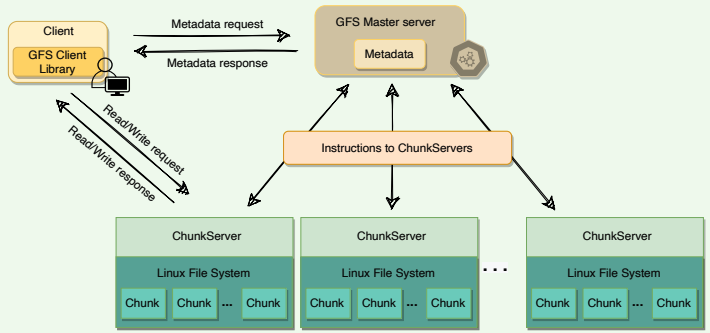 Client
GFS Client
Library
Metadata request
Metadata response
GFS Master server
Metadata
Read/Write request
Read/Write response
Instructions to ChunkServers
ChunkServer
Linux File System
Chunk Chunk ... Chunk
ChunkServer
Linux File System
Chunk Chunk ... Chunk
...
ChunkServer
Linux File System
Chunk Chunk ... Chunk